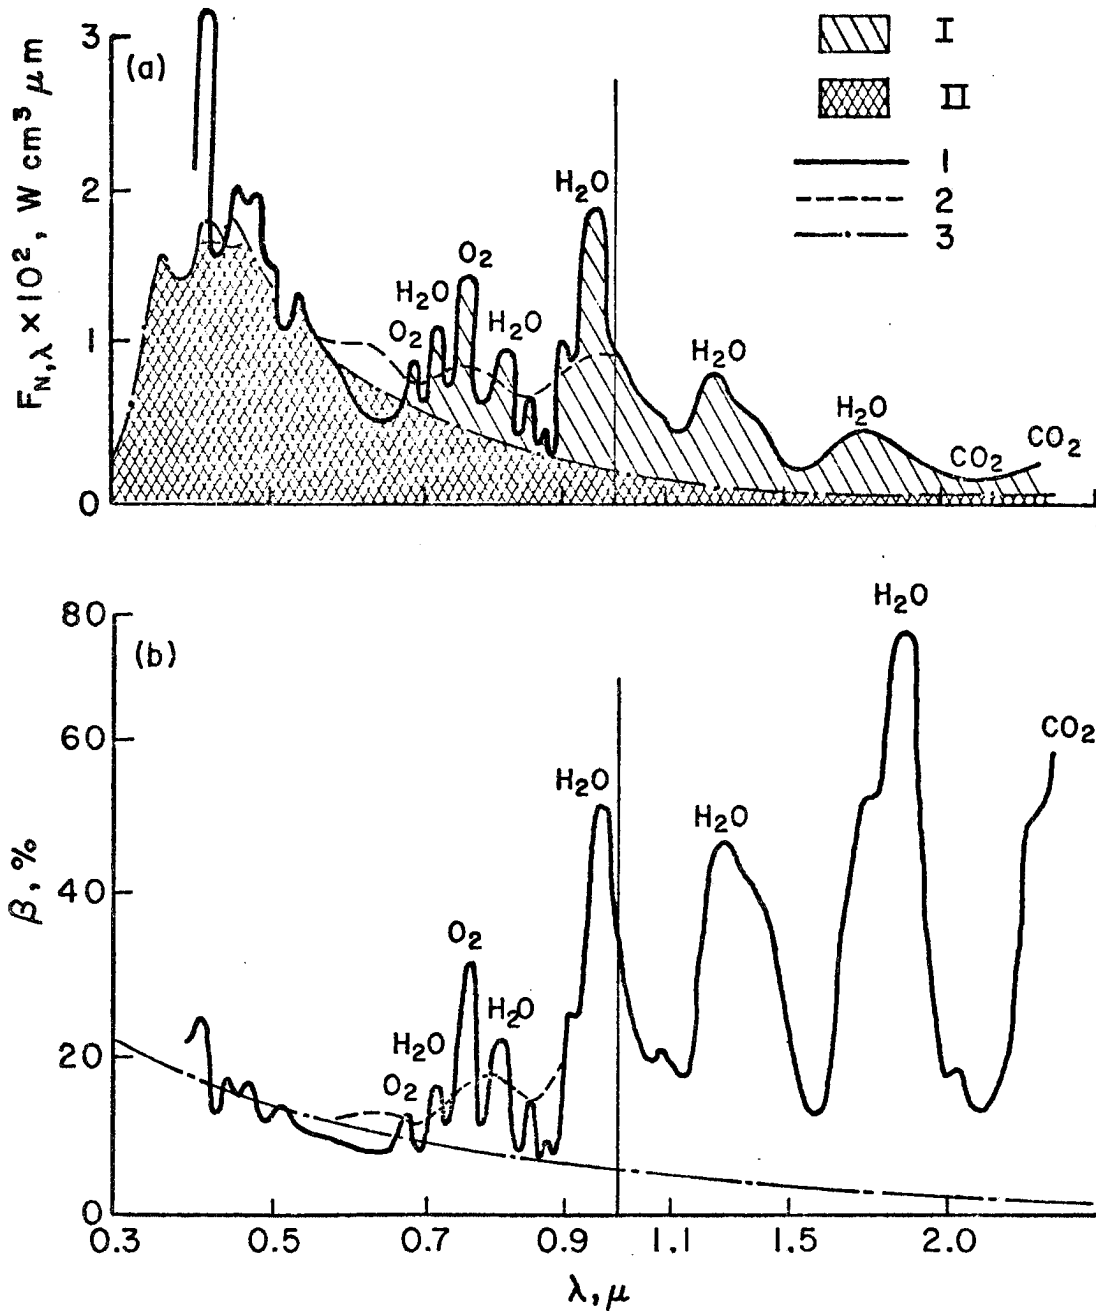 (a)
F_N,λ × 10², W cm³ μm
3
2
1
0
I
II
1
2
3
O₂
H₂O
O₂
H₂O
H₂O
H₂O
H₂O
CO₂
CO₂
(b)
β, %
80
60
40
20
0
O₂
H₂O
O₂
H₂O
H₂O
H₂O
H₂O
CO₂
0.3 0.5 0.7 0.9 1.1 1.5 2.0
λ, μ